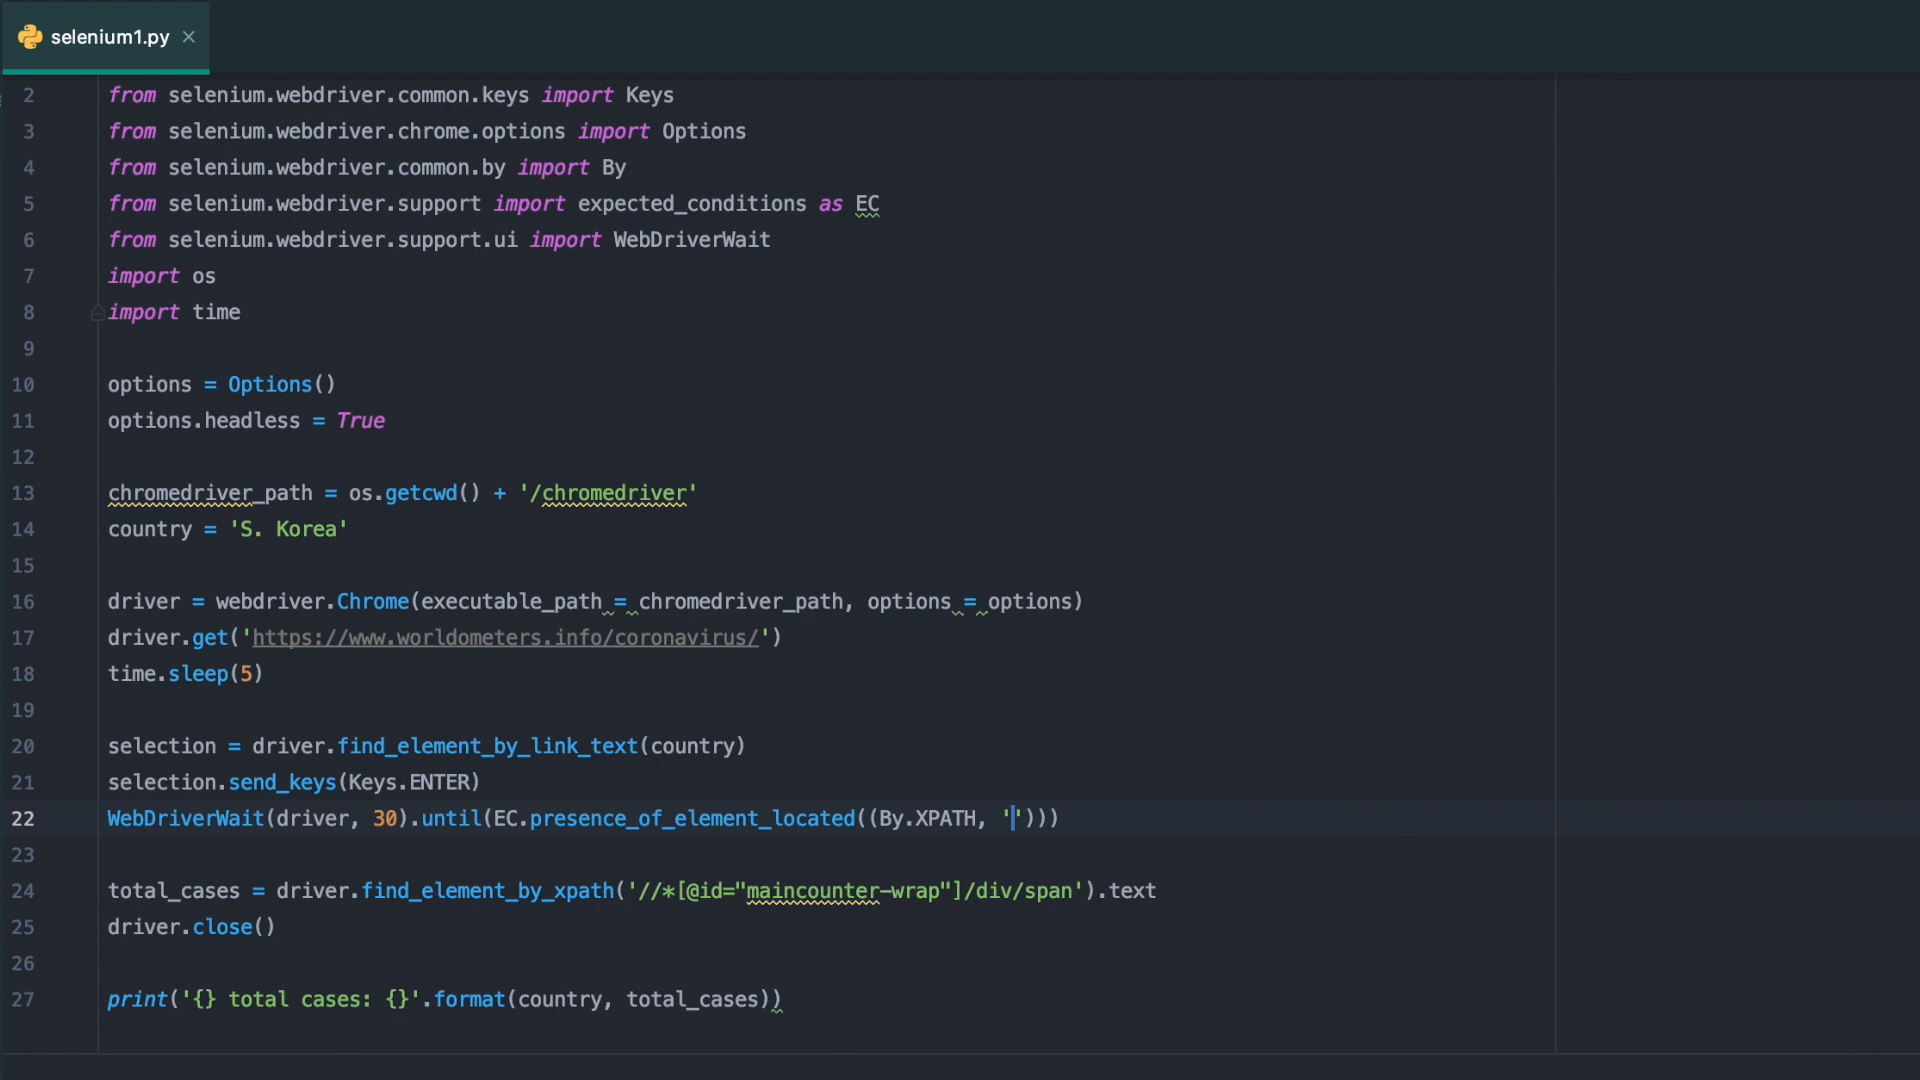 selenium1.py ×
2 from selenium.webdriver.common.keys import Keys
3 from selenium.webdriver.chrome.options import Options
4 from selenium.webdriver.common.by import By
5 from selenium.webdriver.support import expected_conditions as EC
6 from selenium.webdriver.support.ui import WebDriverWait
7 import os
8 import time
9
10 options = Options()
11 options.headless = True
12
13 chromedriver_path = os.getcwd() + '/chromedriver'
14 country = 'S. Korea'
15
16 driver = webdriver.Chrome(executable_path = chromedriver_path, options = options)
17 driver.get('https://www.worldometers.info/coronavirus/')
18 time.sleep(5)
19
20 selection = driver.find_element_by_link_text(country)
21 selection.send_keys(Keys.ENTER)
22 WebDriverWait(driver, 30).until(EC.presence_of_element_located((By.XPATH, '')))
23
24 total_cases = driver.find_element_by_xpath('//*[@id="maincounter-wrap"]/div/span').text
25 driver.close()
26
27 print('{} total cases: {}'.format(country, total_cases))